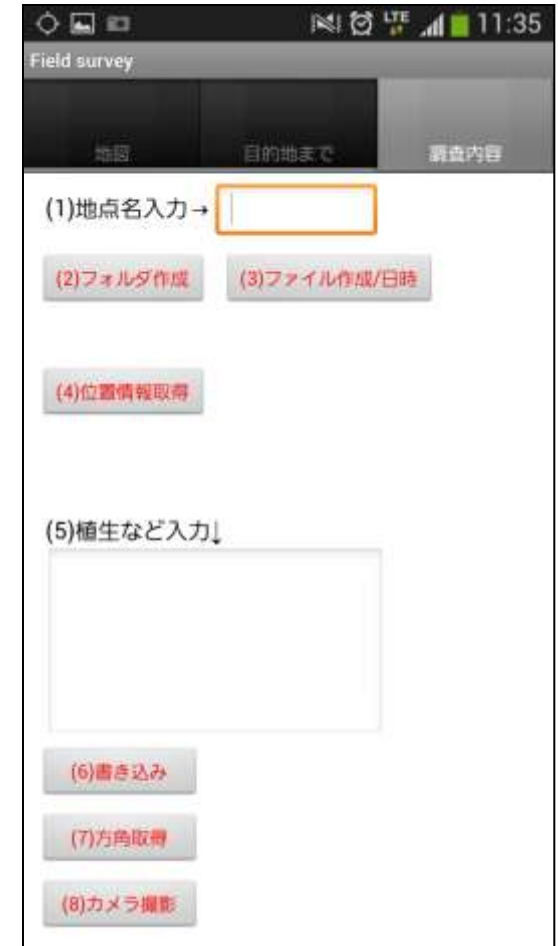 LTE 11:35
Field survey
地図 目的地まで 調査内容
(1)地点名入力→
(2)フォルダ作成 (3)ファイル作成/日時
(4)位置情報取得
(5)植生など入力↓
(6)書き込み
(7)方角取得
(8)カメラ撮影